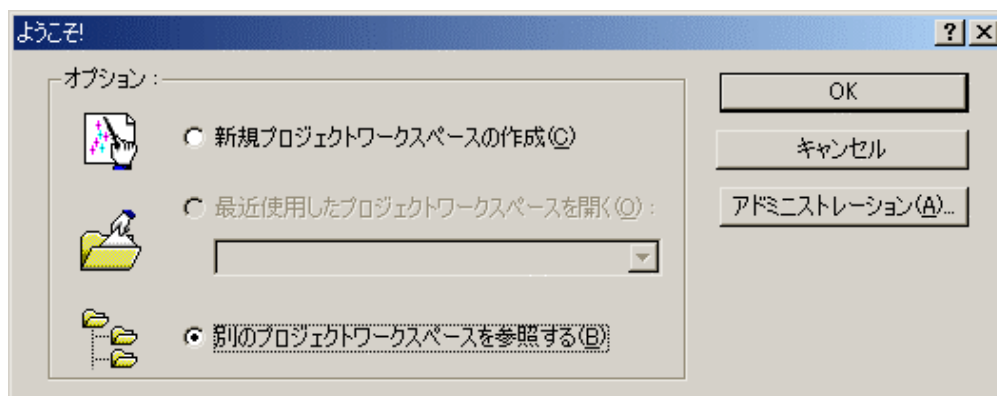 ようこそ!
オプション :
新規プロジェクトワークスペースの作成(C)
最近使用したプロジェクトワークスペースを開く(O) :
別のプロジェクトワークスペースを参照する(B)
OK
キャンセル
アドミニストレーション(A)...